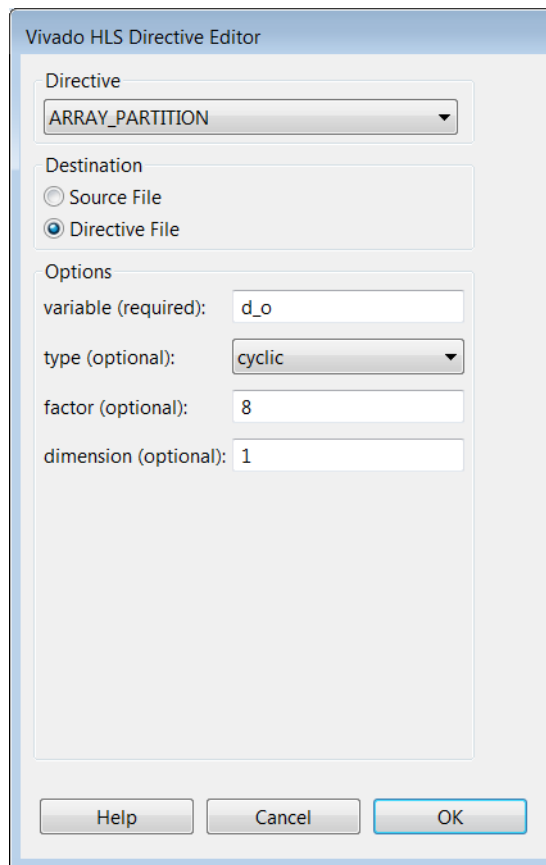 Vivado HLS Directive Editor
Directive
ARRAY_PARTITION
Destination
Source File
Directive File
Options
variable (required): d_o
type (optional): cyclic
factor (optional): 8
dimension (optional): 1
Help Cancel OK